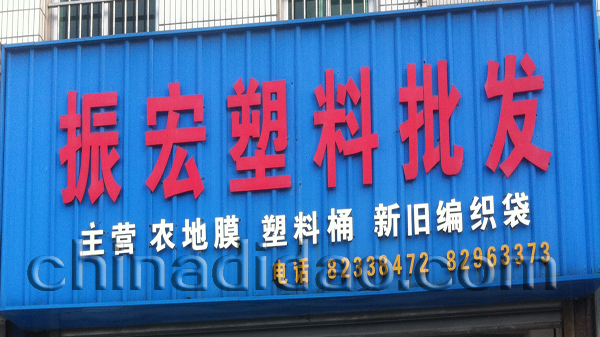 振宏塑料批发
主营 农地膜 塑料桶 新旧编织袋
chinadidao.com
电话 82338472 82963373